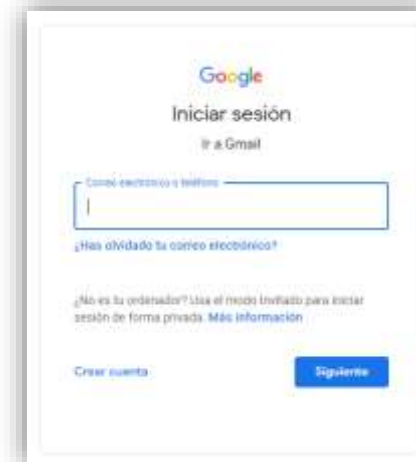 Google
Iniciar sesión
Ir a Gmail
Correo electrónico o teléfono
¿Has olvidado tu correo electrónico?
¿No es tu ordenador? Usa el modo Invitado para iniciar
sesión de forma privada. Más información
Crear cuenta
Siguiente